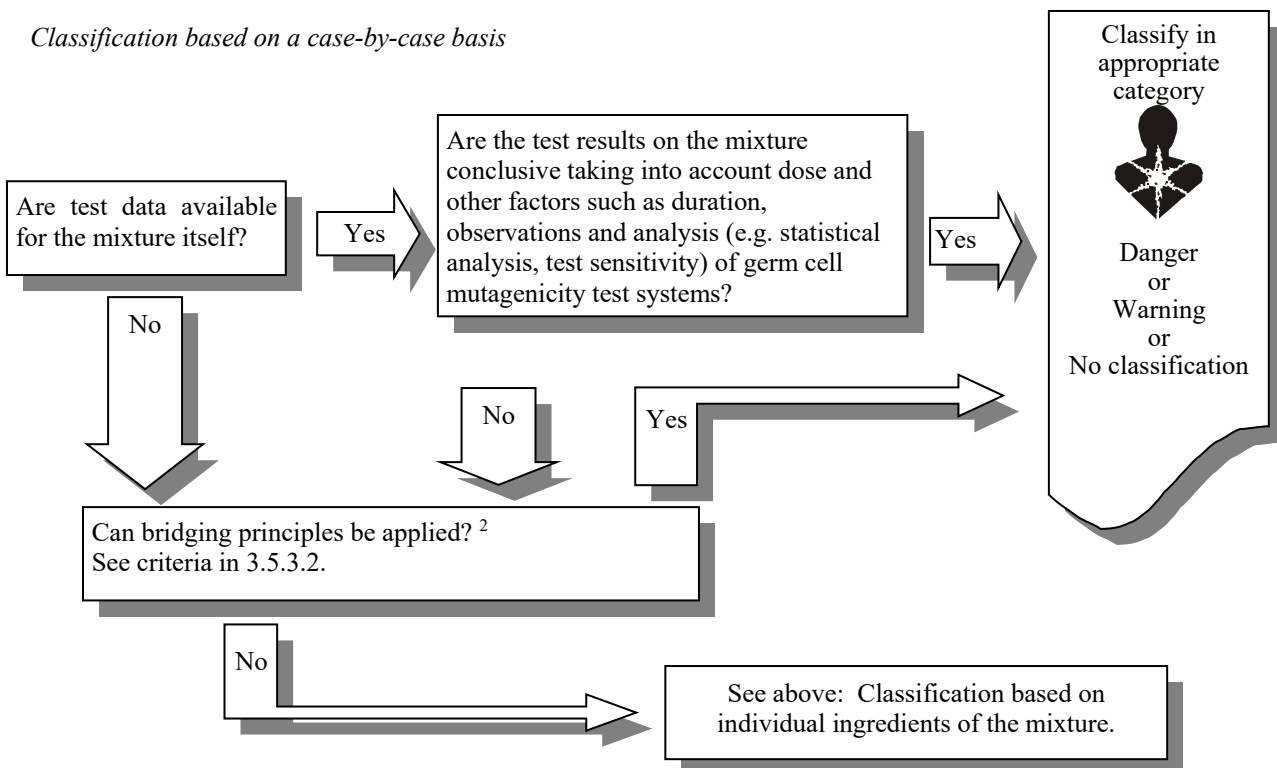 Classification based on a case-by-case basis
Classify in
appropriate
category
Are the test results on the mixture
conclusive taking into account dose and
other factors such as duration,
observations and analysis (e.g. statistical
analysis, test sensitivity) of germ cell
mutagenicity test systems?
Are test data available
for the mixture itself?
Yes
Yes
Danger
or
Warning
or
No classification
No
No
Yes
Can bridging principles be applied? ²
See criteria in 3.5.3.2.
No
See above: Classification based on
individual ingredients of the mixture.